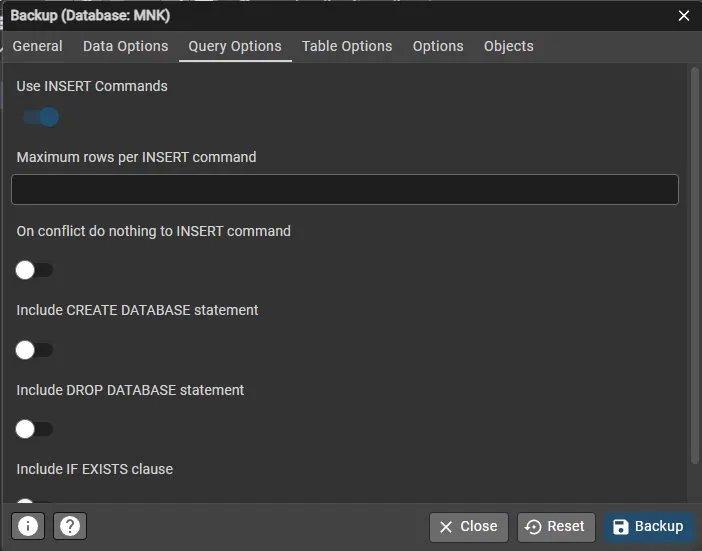 Backup (Database: MNK)
General Data Options Query Options Table Options Options Objects
Use INSERT Commands
Maximum rows per INSERT command
On conflict do nothing to INSERT command
Include CREATE DATABASE statement
Include DROP DATABASE statement
Include IF EXISTS clause
Close Reset Backup